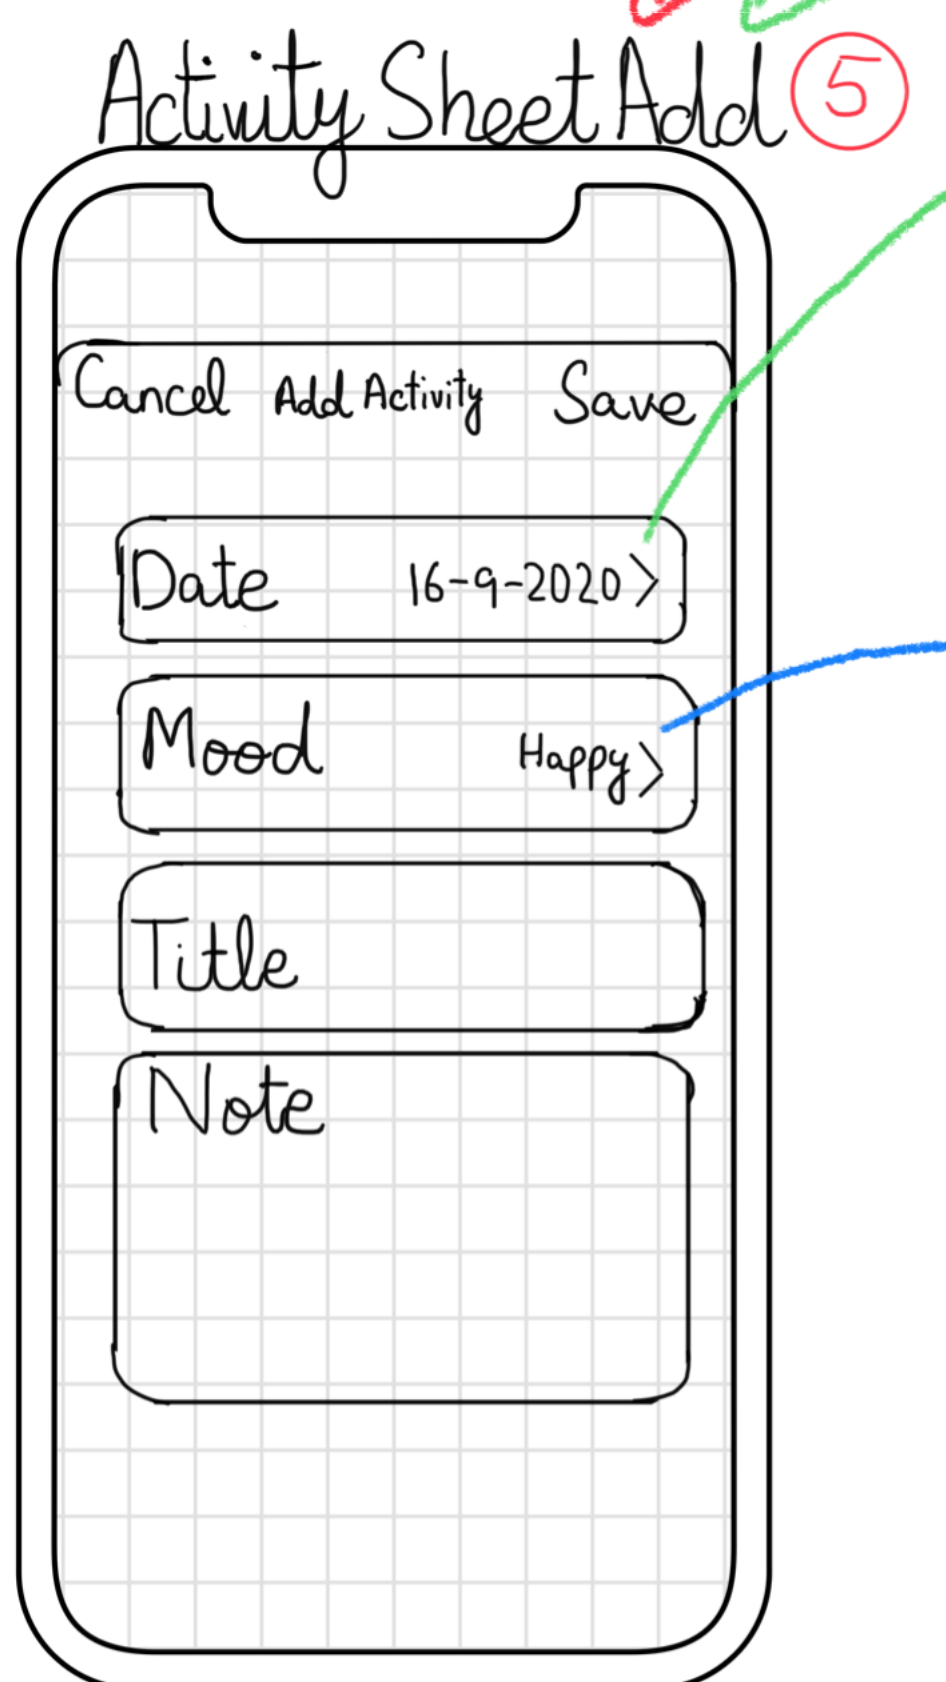 Activity Sheet Add 5
Cancel Add Activity Save
Date 16-9-2020 >
Mood Happy >
Title
Note